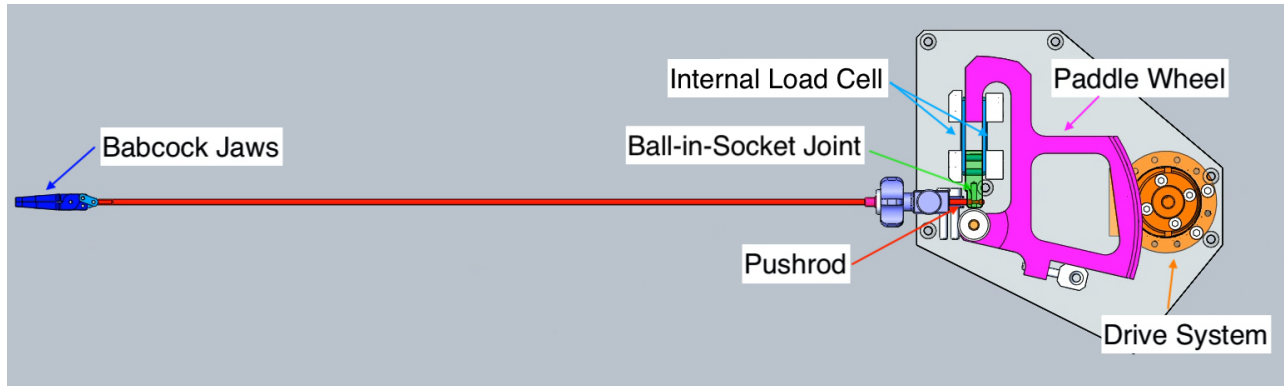 Internal Load Cell
Paddle Wheel
Babcock Jaws
Ball-in-Socket Joint
Pushrod
Drive System